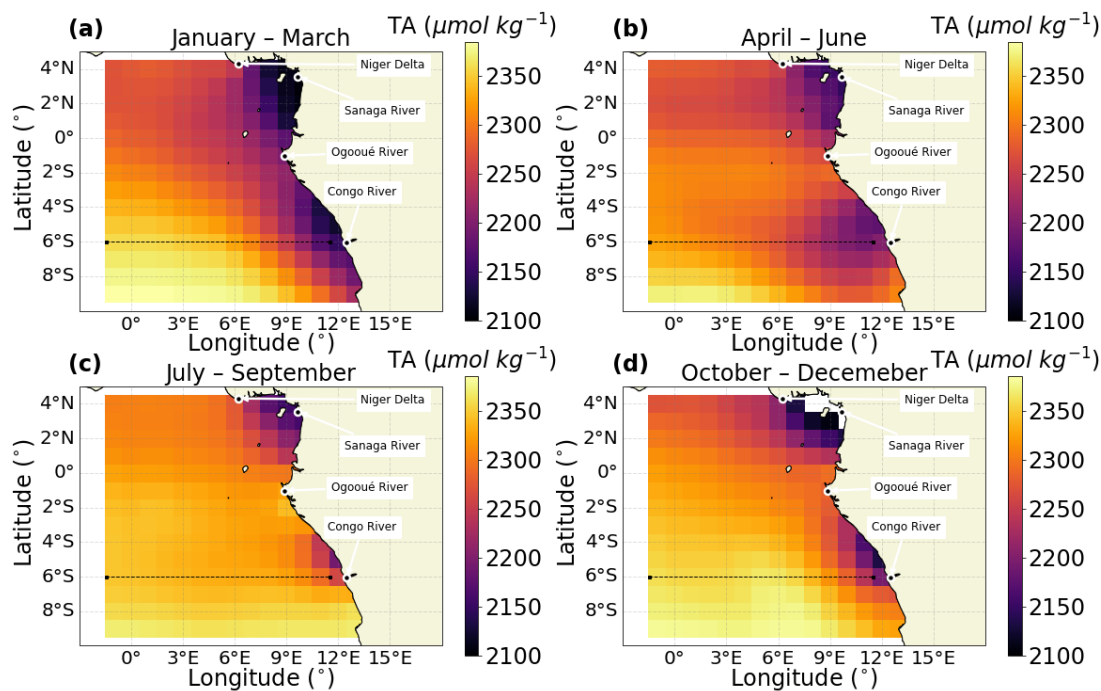 (a)
January – March
TA (μmol kg⁻¹)
4°N
2°N
0°
2°S
4°S
6°S
8°S
Latitude (°)
Niger Delta
Sanaga River
Ogooué River
Congo River
0°
3°E
6°E
9°E
12°E
15°E
Longitude (°)
2350
2300
2250
2200
2150
2100
(b)
April – June
TA (μmol kg⁻¹)
4°N
2°N
0°
2°S
4°S
6°S
8°S
Latitude (°)
Niger Delta
Sanaga River
Ogooué River
Congo River
0°
3°E
6°E
9°E
12°E
15°E
Longitude (°)
2350
2300
2250
2200
2150
2100
(c)
July – September
TA (μmol kg⁻¹)
4°N
2°N
0°
2°S
4°S
6°S
8°S
Latitude (°)
Niger Delta
Sanaga River
Ogooué River
Congo River
0°
3°E
6°E
9°E
12°E
15°E
Longitude (°)
2350
2300
2250
2200
2150
2100
(d)
October – Decemeber
TA (μmol kg⁻¹)
4°N
2°N
0°
2°S
4°S
6°S
8°S
Latitude (°)
Niger Delta
Sanaga River
Ogooué River
Congo River
0°
3°E
6°E
9°E
12°E
15°E
Longitude (°)
2350
2300
2250
2200
2150
2100